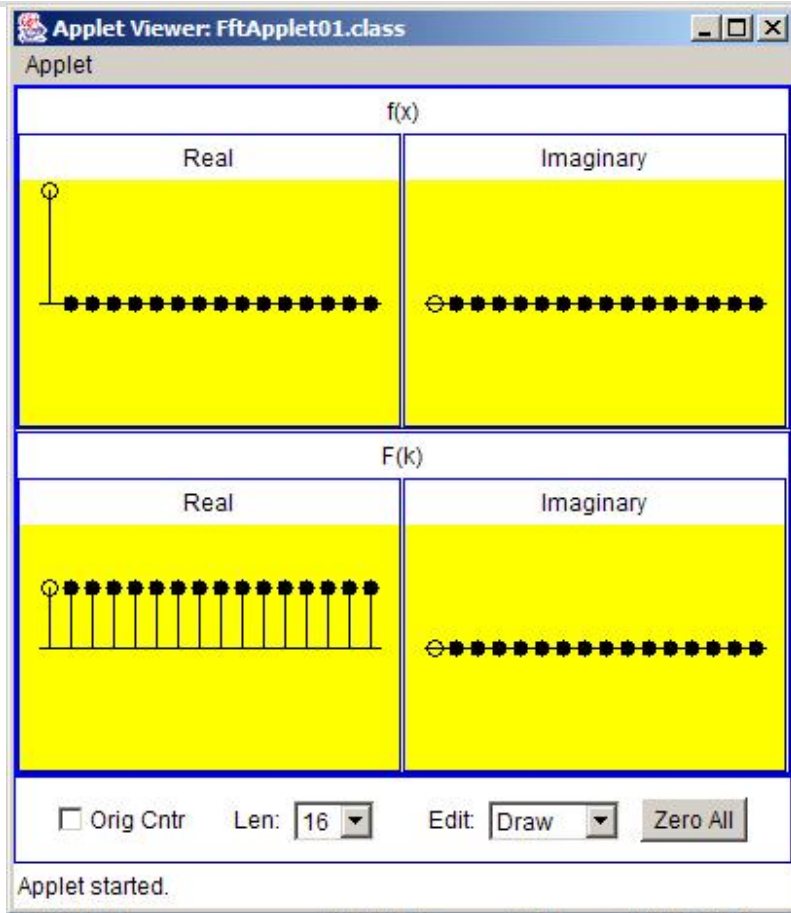 Applet Viewer: FftApplet01.class
Applet
f(x)
Real Imaginary
F(k)
Real Imaginary
Orig Cntr Len: 16 Edit: Draw Zero All
Applet started.